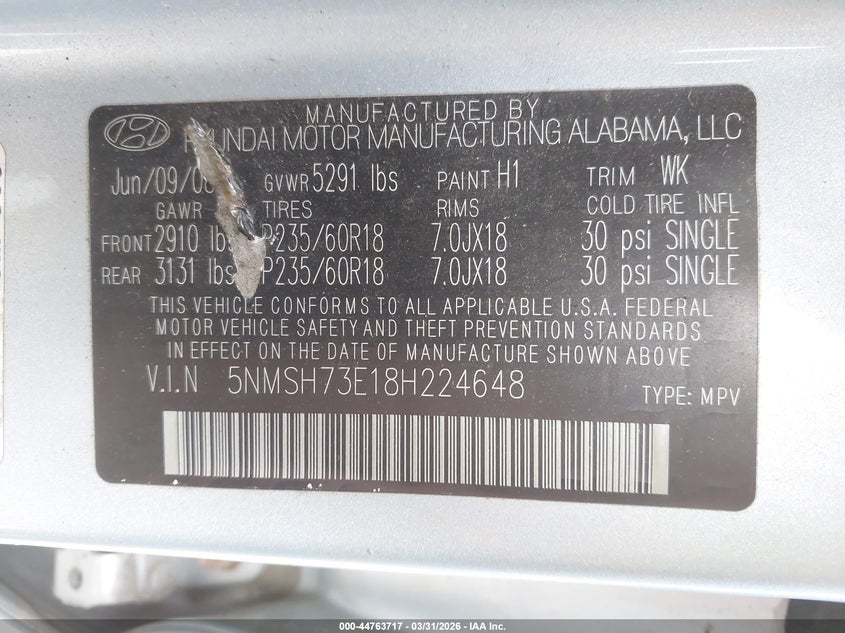 MANUFACTURED BY
HYUNDAI MOTOR MANUFACTURING ALABAMA, LLC
Jun/09/08 GVWR 5291 lbs PAINT H1 TRIM WK
GAWR TIRES RIMS COLD TIRE INFL
FRONT 2910 lbs P235/60R18 7.0JX18 30 psi SINGLE
REAR 3131 lbs P235/60R18 7.0JX18 30 psi SINGLE
THIS VEHICLE CONFORMS TO ALL APPLICABLE U.S.A. FEDERAL
MOTOR VEHICLE SAFETY AND THEFT PREVENTION STANDARDS
IN EFFECT ON THE DATE OF MANUFACTURE SHOWN ABOVE
V.I.N 5NMSH73E18H224648 TYPE: MPV
000-44763717 - 03/31/2026 - IAA Inc.